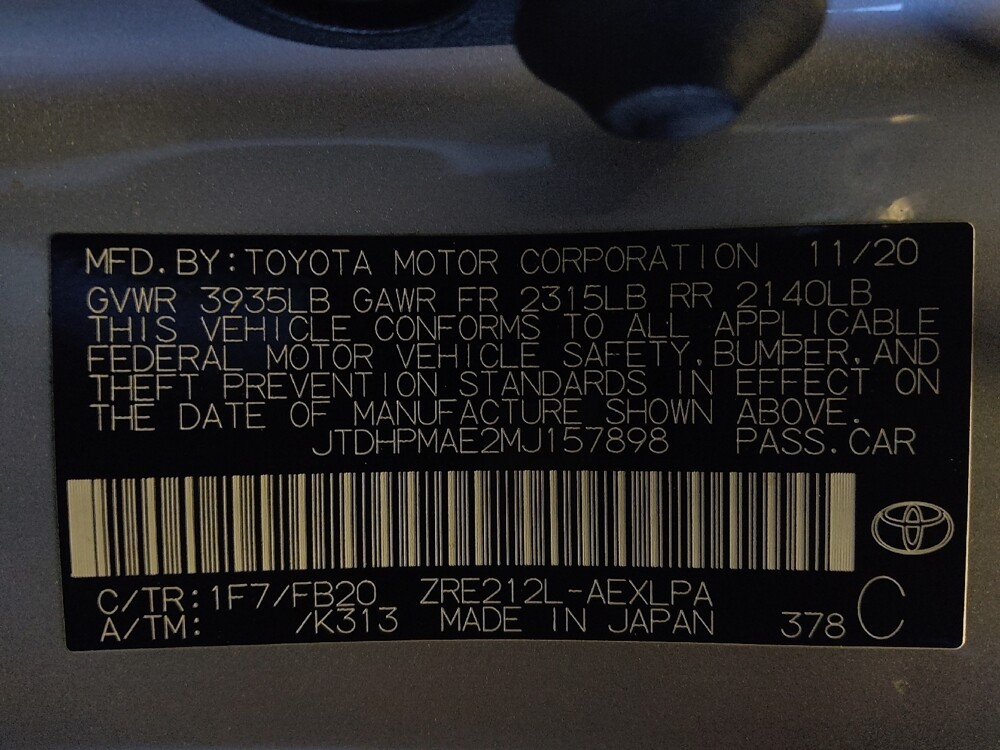 MFD. BY: TOYOTA MOTOR CORPORATION 11/20
GVWR 3935LB GAWR FR 2315LB RR 2140LB
THIS VEHICLE CONFORMS TO ALL APPLICABLE
FEDERAL MOTOR VEHICLE SAFETY, BUMPER, AND
THEFT PREVENTION STANDARDS IN EFFECT ON
THE DATE OF MANUFACTURE SHOWN ABOVE.
JTDHPMAE2MJ157898 PASS. CAR
C/TR: 1F7/FB20 ZRE212L-AEXLPA
A/TM: /K313 MADE IN JAPAN 378 C